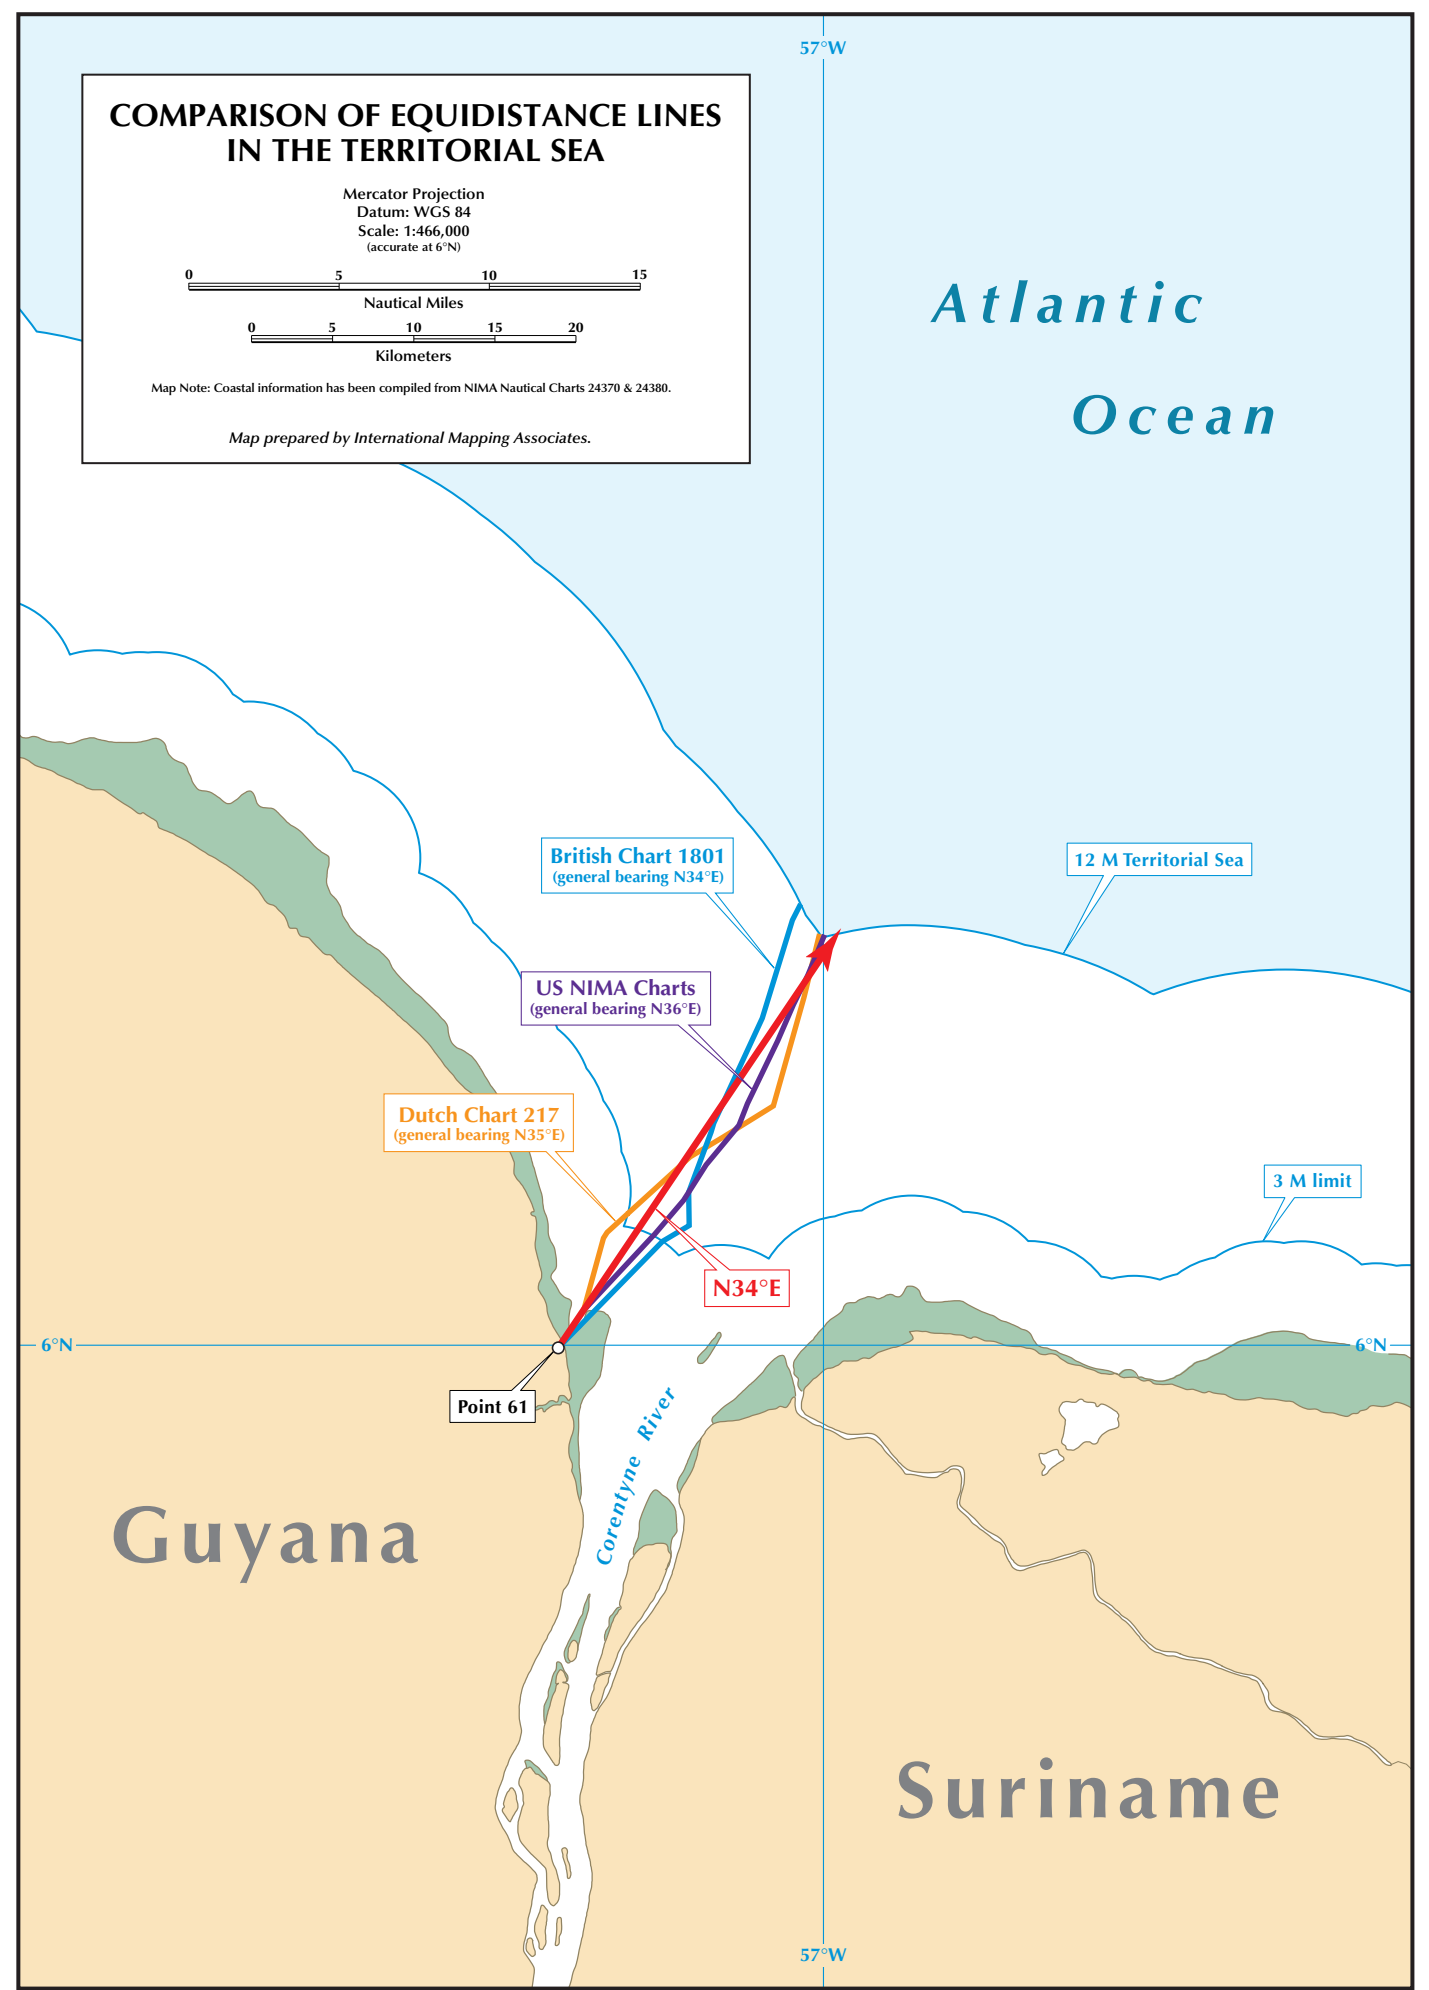 57°W
COMPARISON OF EQUIDISTANCE LINES
IN THE TERRITORIAL SEA
Mercator Projection
Datum: WGS 84
Scale: 1:466,000
(accurate at 6°N)
0 5 10 15
Nautical Miles
0 5 10 15 20
Kilometers
Map Note: Coastal information has been compiled from NIMA Nautical Charts 24370 & 24380.
Map prepared by International Mapping Associates.
Atlantic
Ocean
British Chart 1801
(general bearing N34°E)
12 M Territorial Sea
US NIMA Charts
(general bearing N36°E)
Dutch Chart 217
(general bearing N35°E)
3 M limit
N34°E
6°N
6°N
Point 61
Corentyne River
Guyana
Suriname
57°W